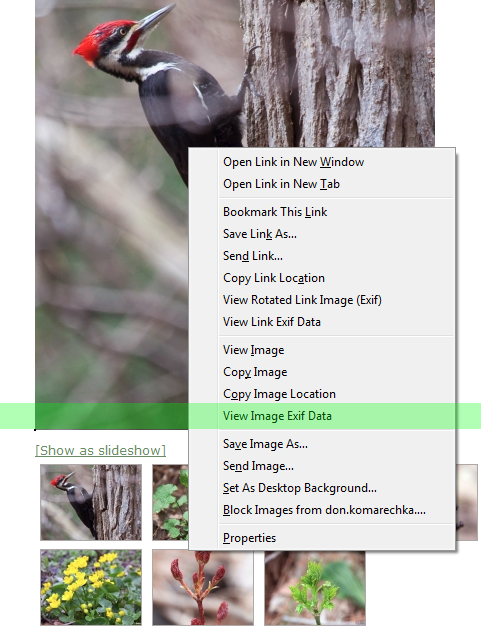 Open Link in New Window
Open Link in New Tab
Bookmark This Link
Save Link As...
Send Link...
Copy Link Location
View Rotated Link Image (Exif)
View Link Exif Data
View Image
Copy Image
Copy Image Location
View Image Exif Data
Save Image As...
[Show as slideshow]
Send Image...
Set As Desktop Background...
Block Images from don.komarechka....
Properties